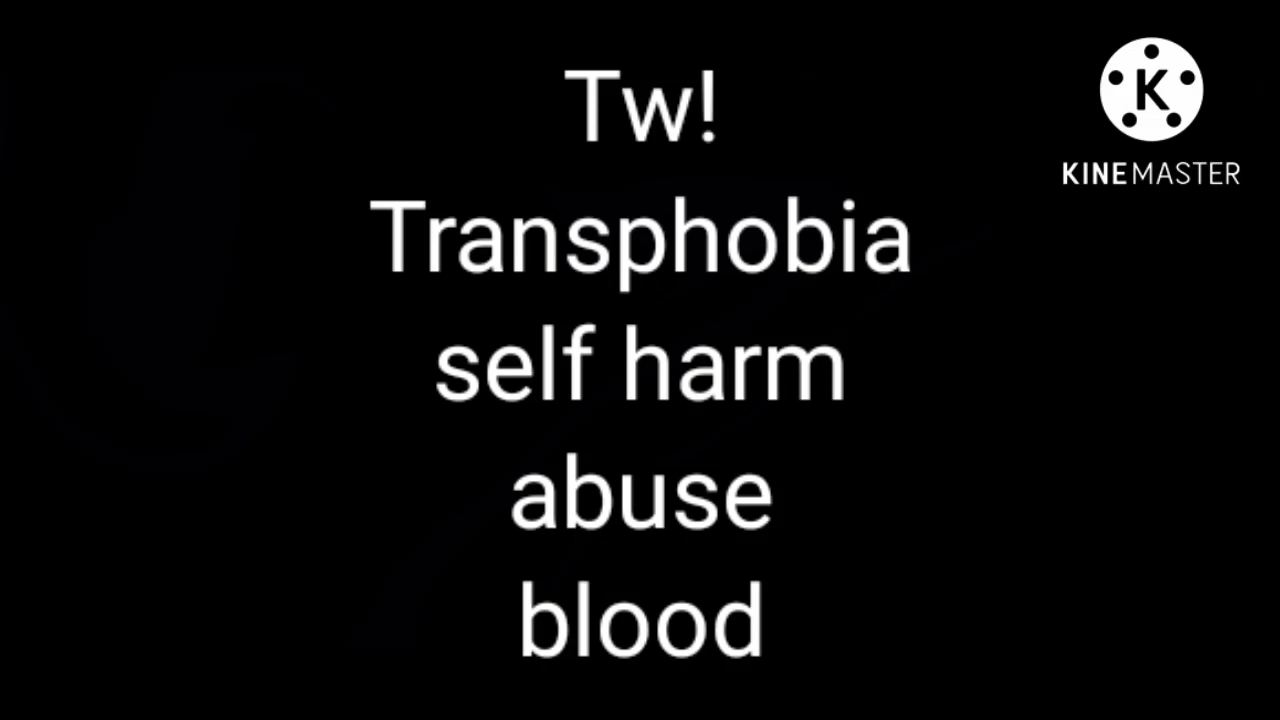 Tw!
Transphobia
self harm
abuse
blood
K
KINEMASTER